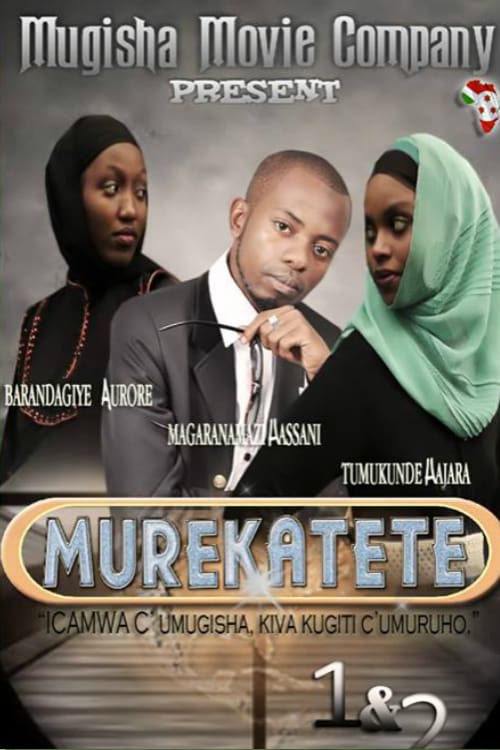 Mugisha Movie Company
PRESENT
BARANDAGIYE AURORE
MAGARANAMAZI HASSANI
TUMUKUNDE HAJARA
MUREKATETE
"ICAMWA C' UMUGISHA, KIVA KUGITI C'UMURUHO."
1&2